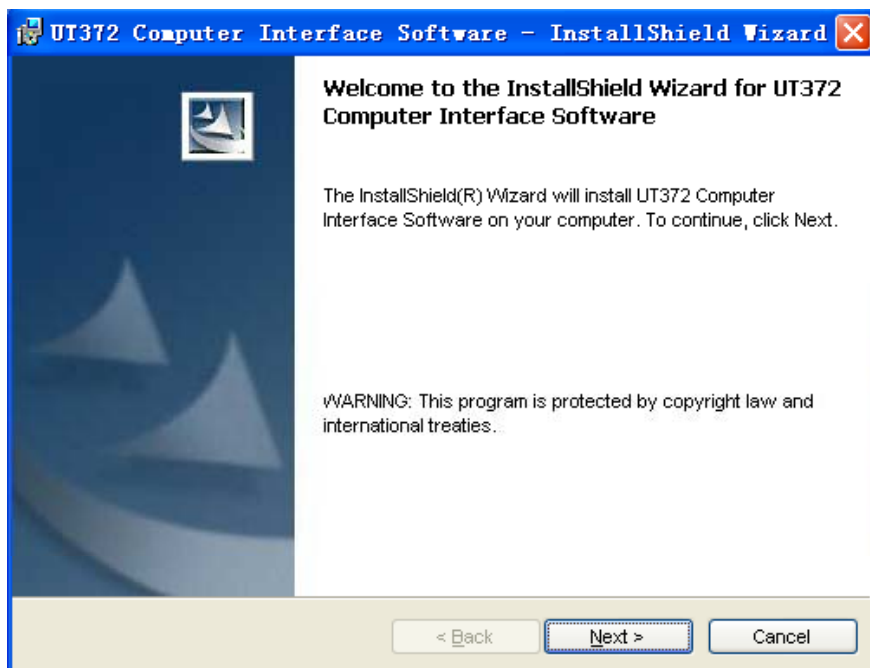 UT372 Computer Interface Software - InstallShield Wizard
Welcome to the InstallShield Wizard for UT372
Computer Interface Software
The InstallShield(R) Wizard will install UT372 Computer
Interface Software on your computer. To continue, click Next.
WARNING: This program is protected by copyright law and
international treaties.
< Back
Next >
Cancel